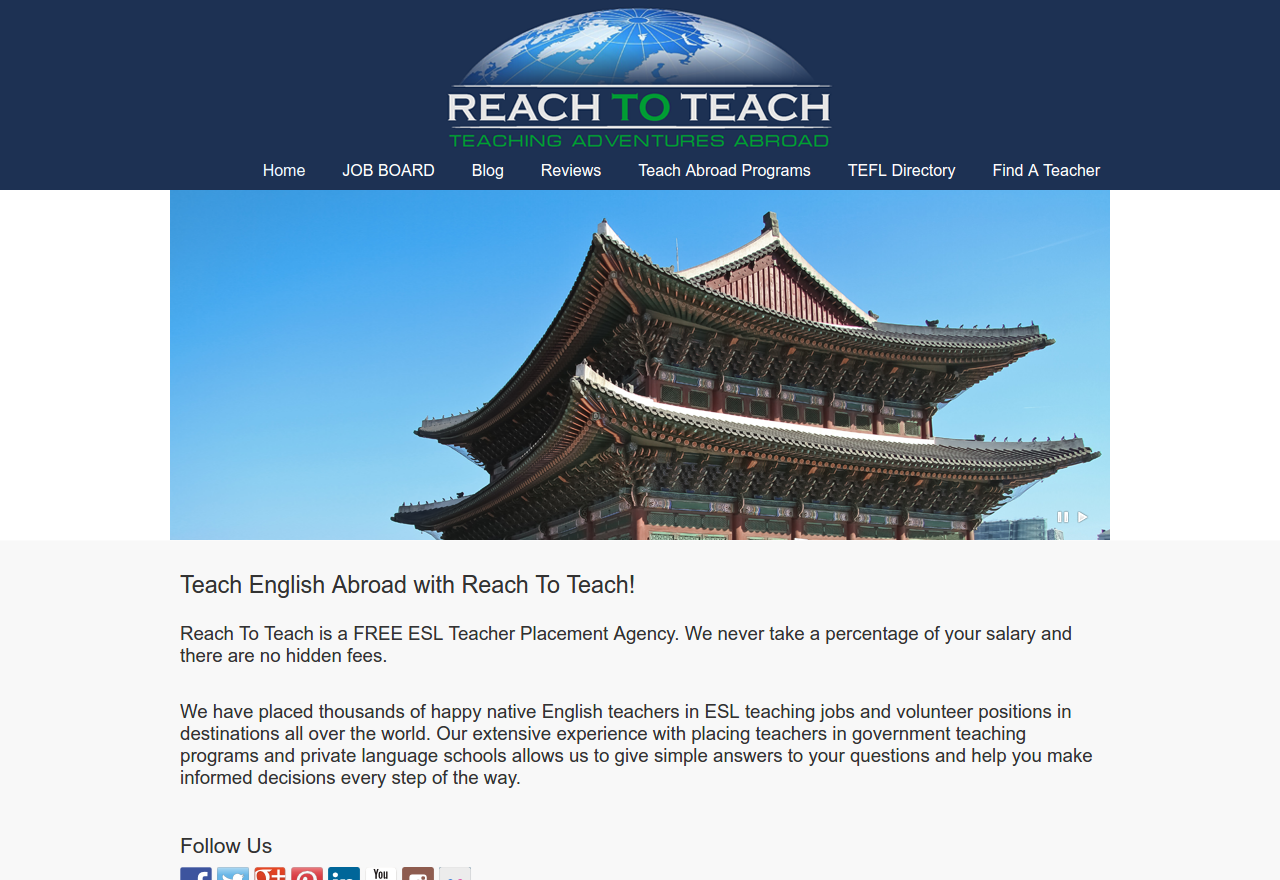 REACH TO TEACH
TEACHING ADVENTURES ABROAD
Home JOB BOARD Blog Reviews Teach Abroad Programs TEFL Directory Find A Teacher
Teach English Abroad with Reach To Teach!
Reach To Teach is a FREE ESL Teacher Placement Agency. We never take a percentage of your salary and
there are no hidden fees.
We have placed thousands of happy native English teachers in ESL teaching jobs and volunteer positions in
destinations all over the world. Our extensive experience with placing teachers in government teaching
programs and private language schools allows us to give simple answers to your questions and help you make
informed decisions every step of the way.
Follow Us
You